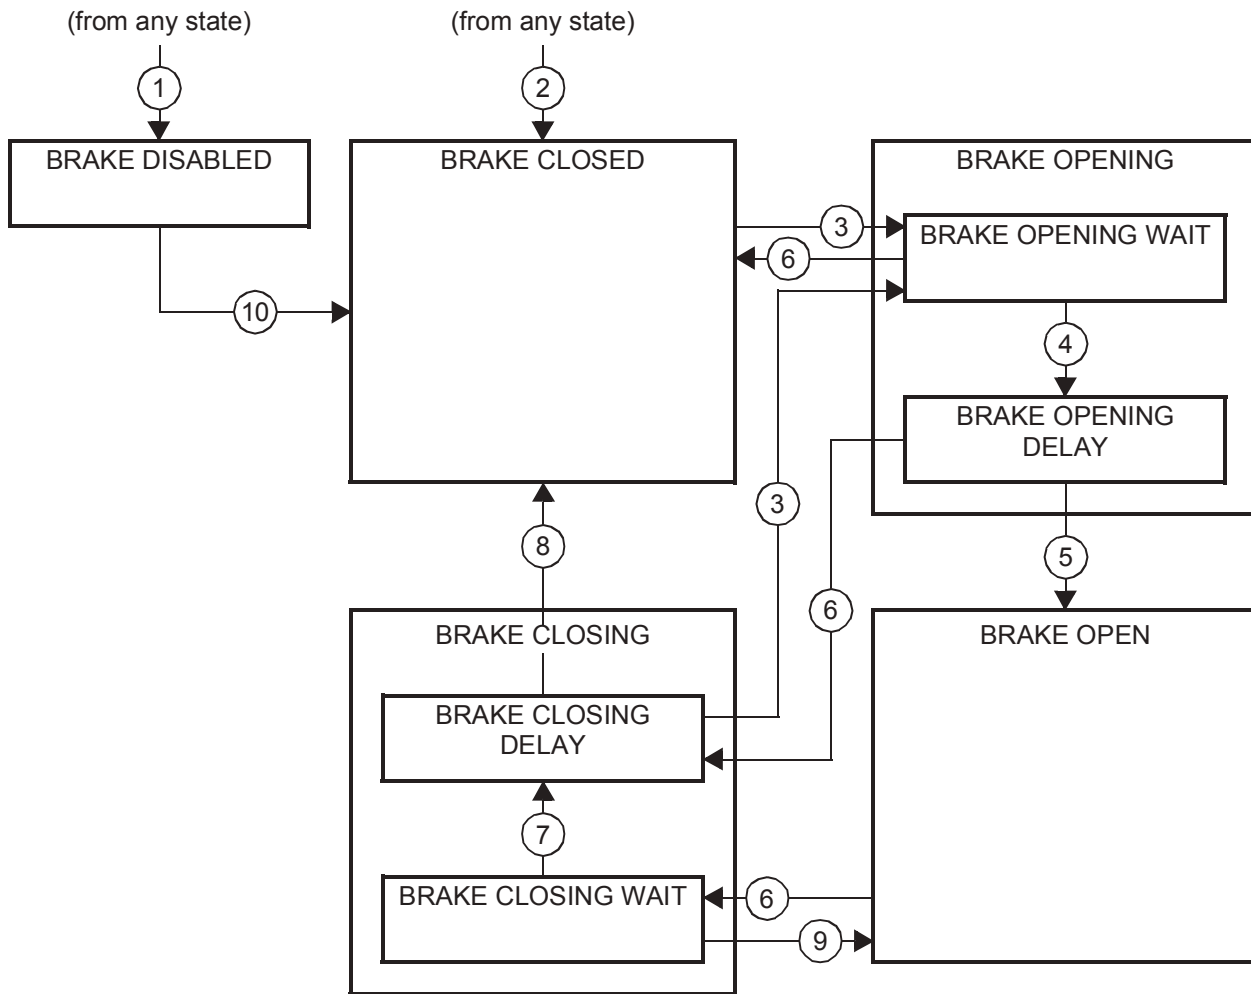 (from any state)
(from any state)
1
2
BRAKE DISABLED
BRAKE CLOSED
BRAKE OPENING
3
BRAKE OPENING WAIT
6
10
4
BRAKE OPENING
DELAY
3
8
5
6
BRAKE CLOSING
BRAKE OPEN
BRAKE CLOSING
DELAY
7
BRAKE CLOSING WAIT
6
9